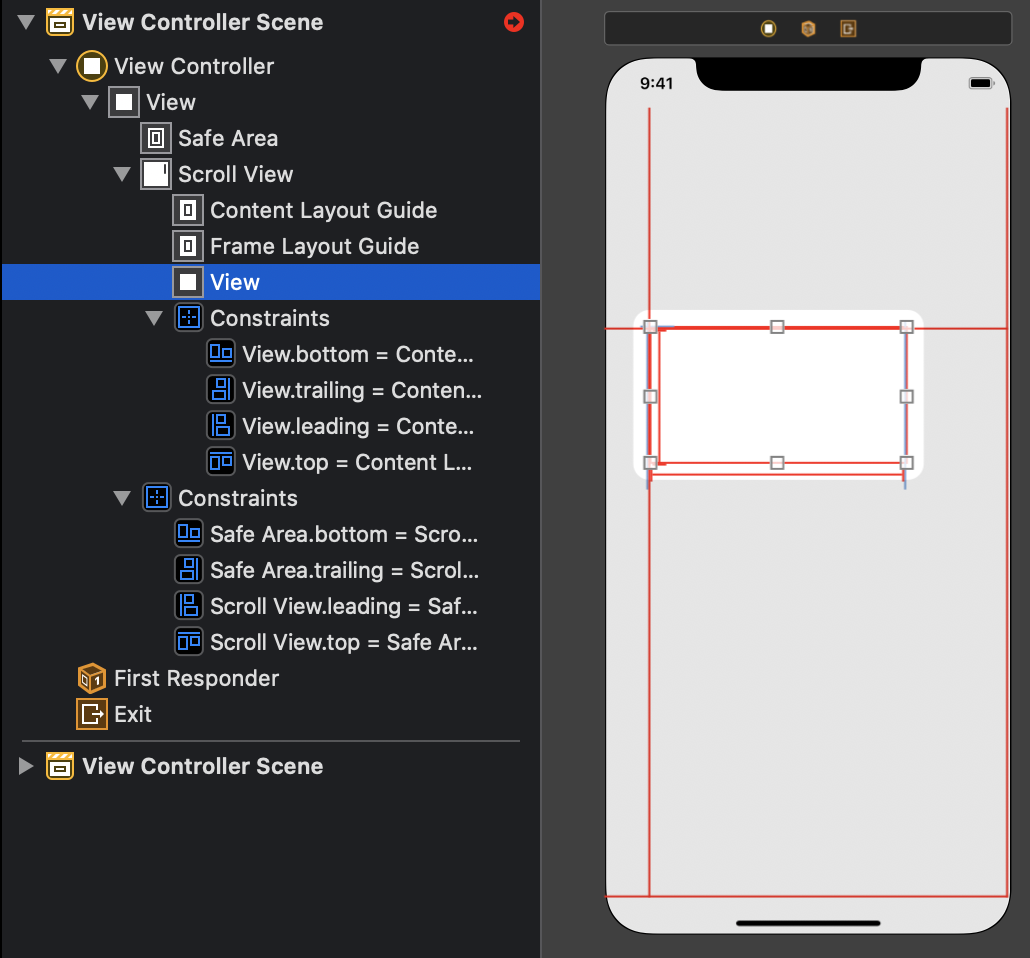 View Controller Scene
View Controller
View
Safe Area
Scroll View
Content Layout Guide
Frame Layout Guide
View
Constraints
View.bottom = Conte...
View.trailing = Conten...
View.leading = Conte...
View.top = Content L...
Constraints
Safe Area.bottom = Scro...
Safe Area.trailing = Scrol...
Scroll View.leading = Saf...
Scroll View.top = Safe Ar...
First Responder
Exit
View Controller Scene
9:41